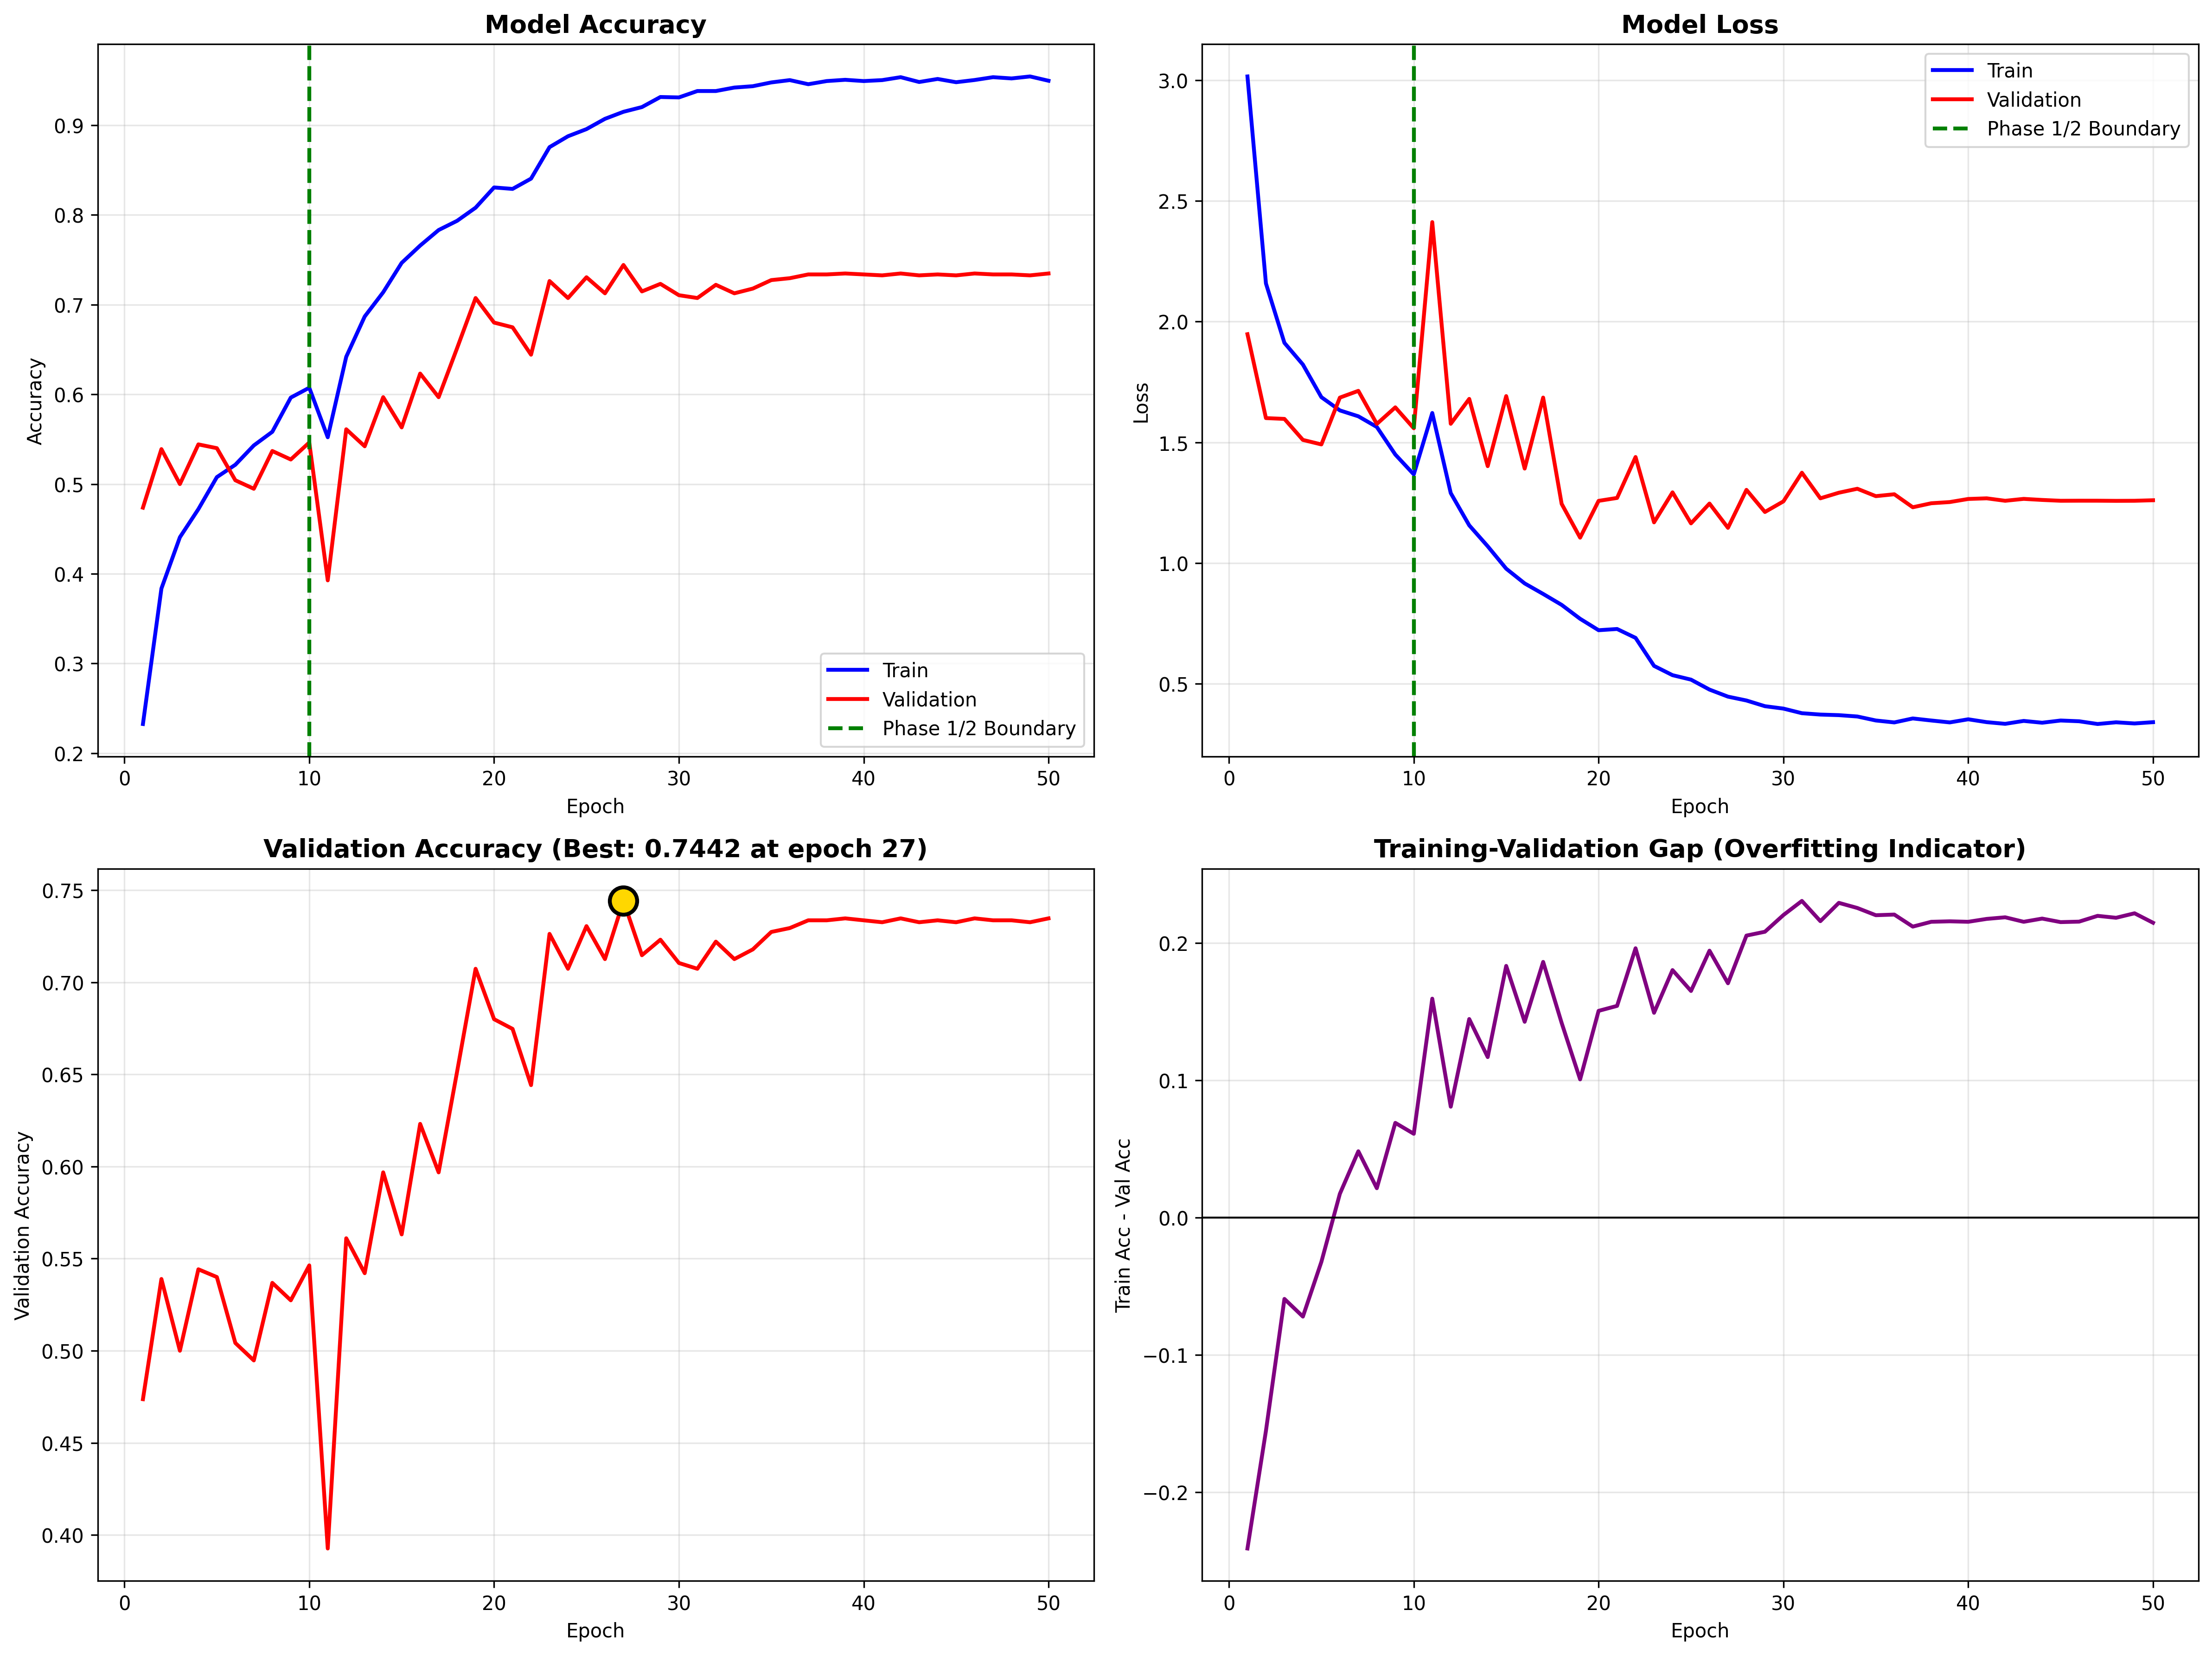 Model Accuracy
Accuracy
0.9
0.8
0.7
0.6
0.5
0.4
0.3
0.2
Train
Validation
Phase 1/2 Boundary
0 10 20 30 40 50
Epoch
Model Loss
Loss
3.0
2.5
2.0
1.5
1.0
0.5
Train
Validation
Phase 1/2 Boundary
0 10 20 30 40 50
Epoch
Validation Accuracy (Best: 0.7442 at epoch 27)
Validation Accuracy
0.75
0.70
0.65
0.60
0.55
0.50
0.45
0.40
0 10 20 30 40 50
Epoch
Training-Validation Gap (Overfitting Indicator)
Train Acc - Val Acc
0.2
0.1
0.0
−0.1
−0.2
0 10 20 30 40 50
Epoch